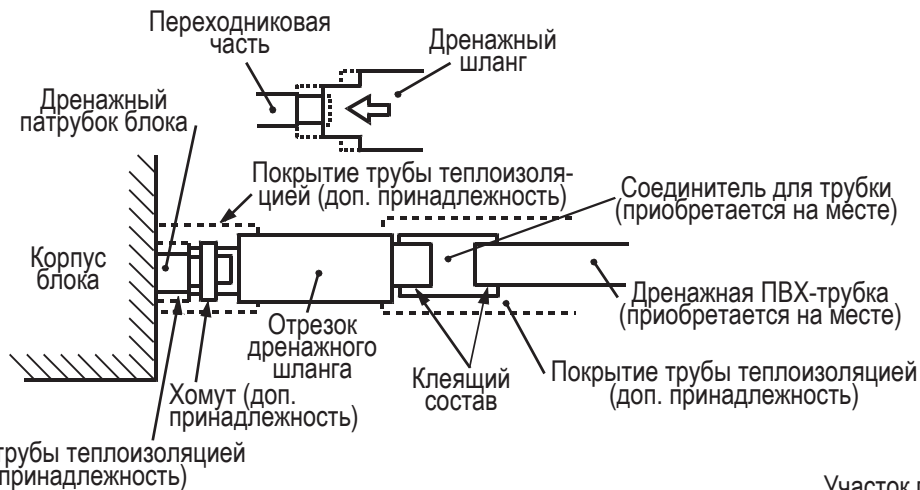 Переходниковая
часть
Дренажный
шланг
Дренажный
патрубок блока
Покрытие трубы теплоизоля-
цией (доп. принадлежность)
Соединитель для трубки
(приобретается на месте)
Корпус
блока
Дренажная ПВХ-трубка
(приобретается на месте)
Отрезок
дренажного
шланга
Клеящий
состав
Покрытие трубы теплоизоляцией
(доп. принадлежность)
Хомут (доп.
принадлежность)
трубы теплоизоляцией
принадлежность)
Участок